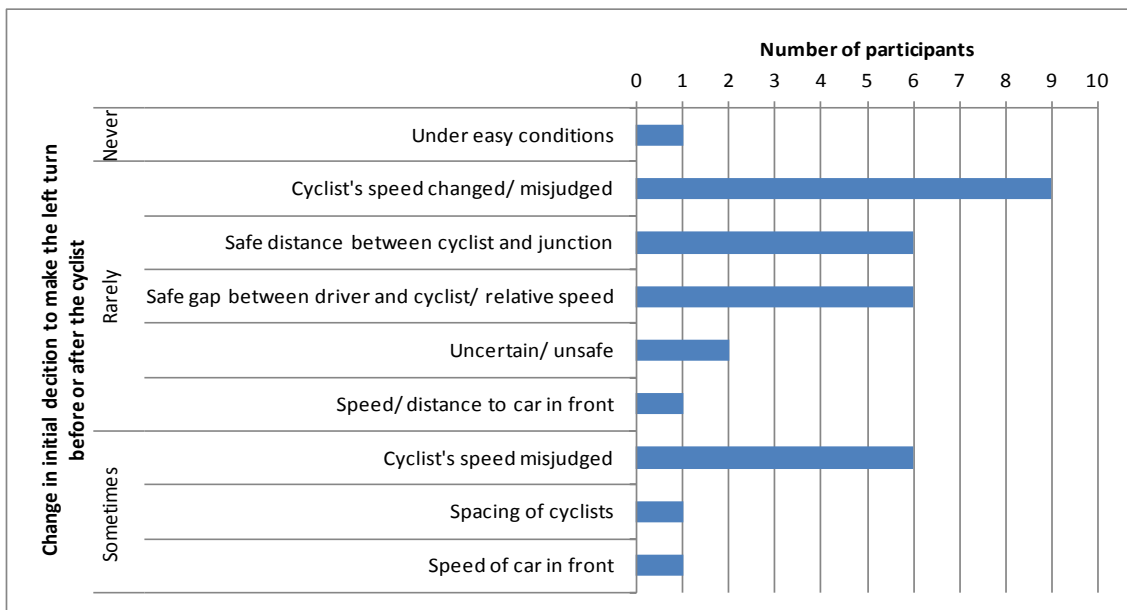 Number of participants
0 1 2 3 4 5 6 7 8 9 10
Change in initial decition to make the left turn
before or after the cyclist
Never
Under easy conditions
Rarely
Cyclist's speed changed/ misjudged
Safe distance between cyclist and junction
Safe gap between driver and cyclist/ relative speed
Uncertain/ unsafe
Speed/ distance to car in front
Sometimes
Cyclist's speed misjudged
Spacing of cyclists
Speed of car in front